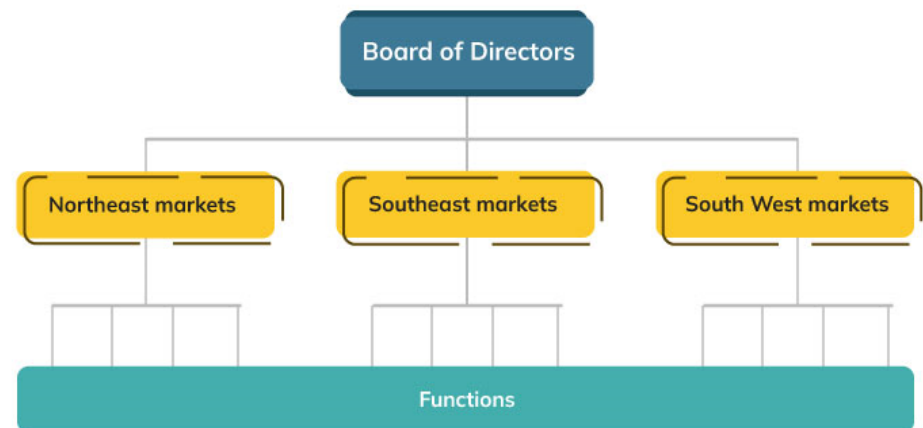 Board of Directors
Northeast markets
Southeast markets
South West markets
Functions